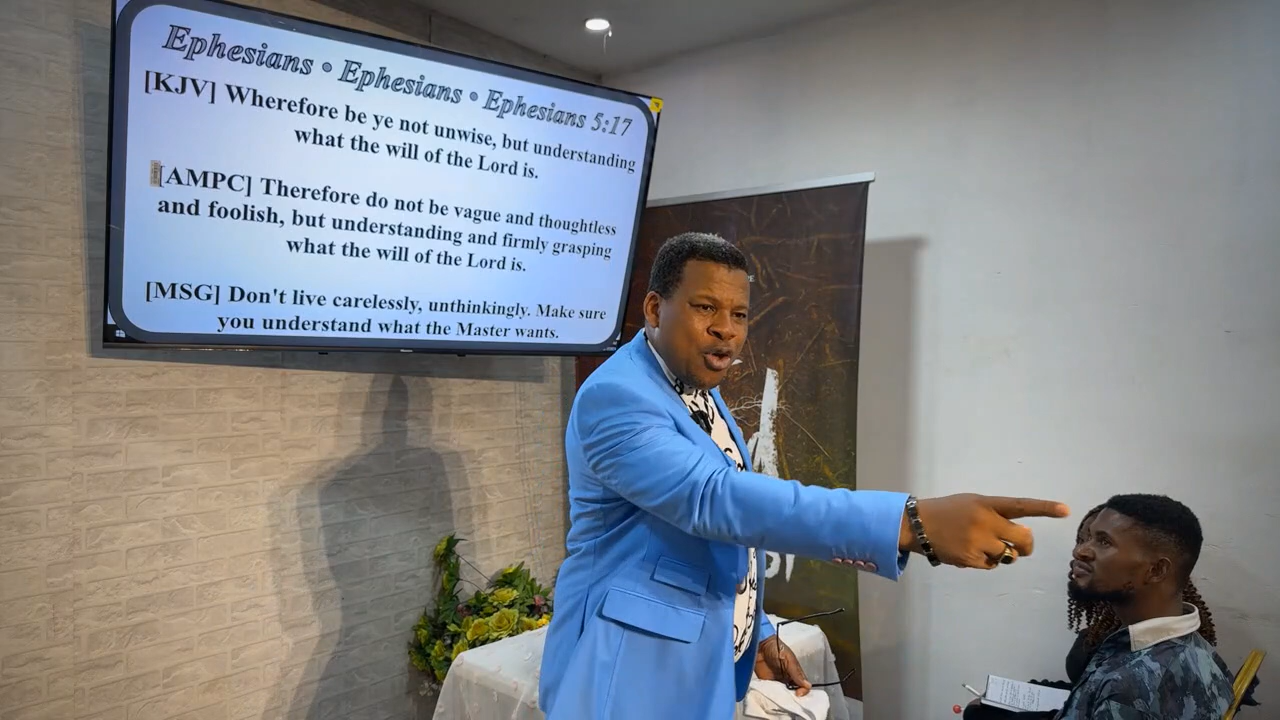 Ephesians • Ephesians • Ephesians 5:17
[KJV] Wherefore be ye not unwise, but understanding
what the will of the Lord is.
[AMPC] Therefore do not be vague and thoughtless
and foolish, but understanding and firmly grasping
what the will of the Lord is.
[MSG] Don't live carelessly, unthinkingly. Make sure
you understand what the Master wants.